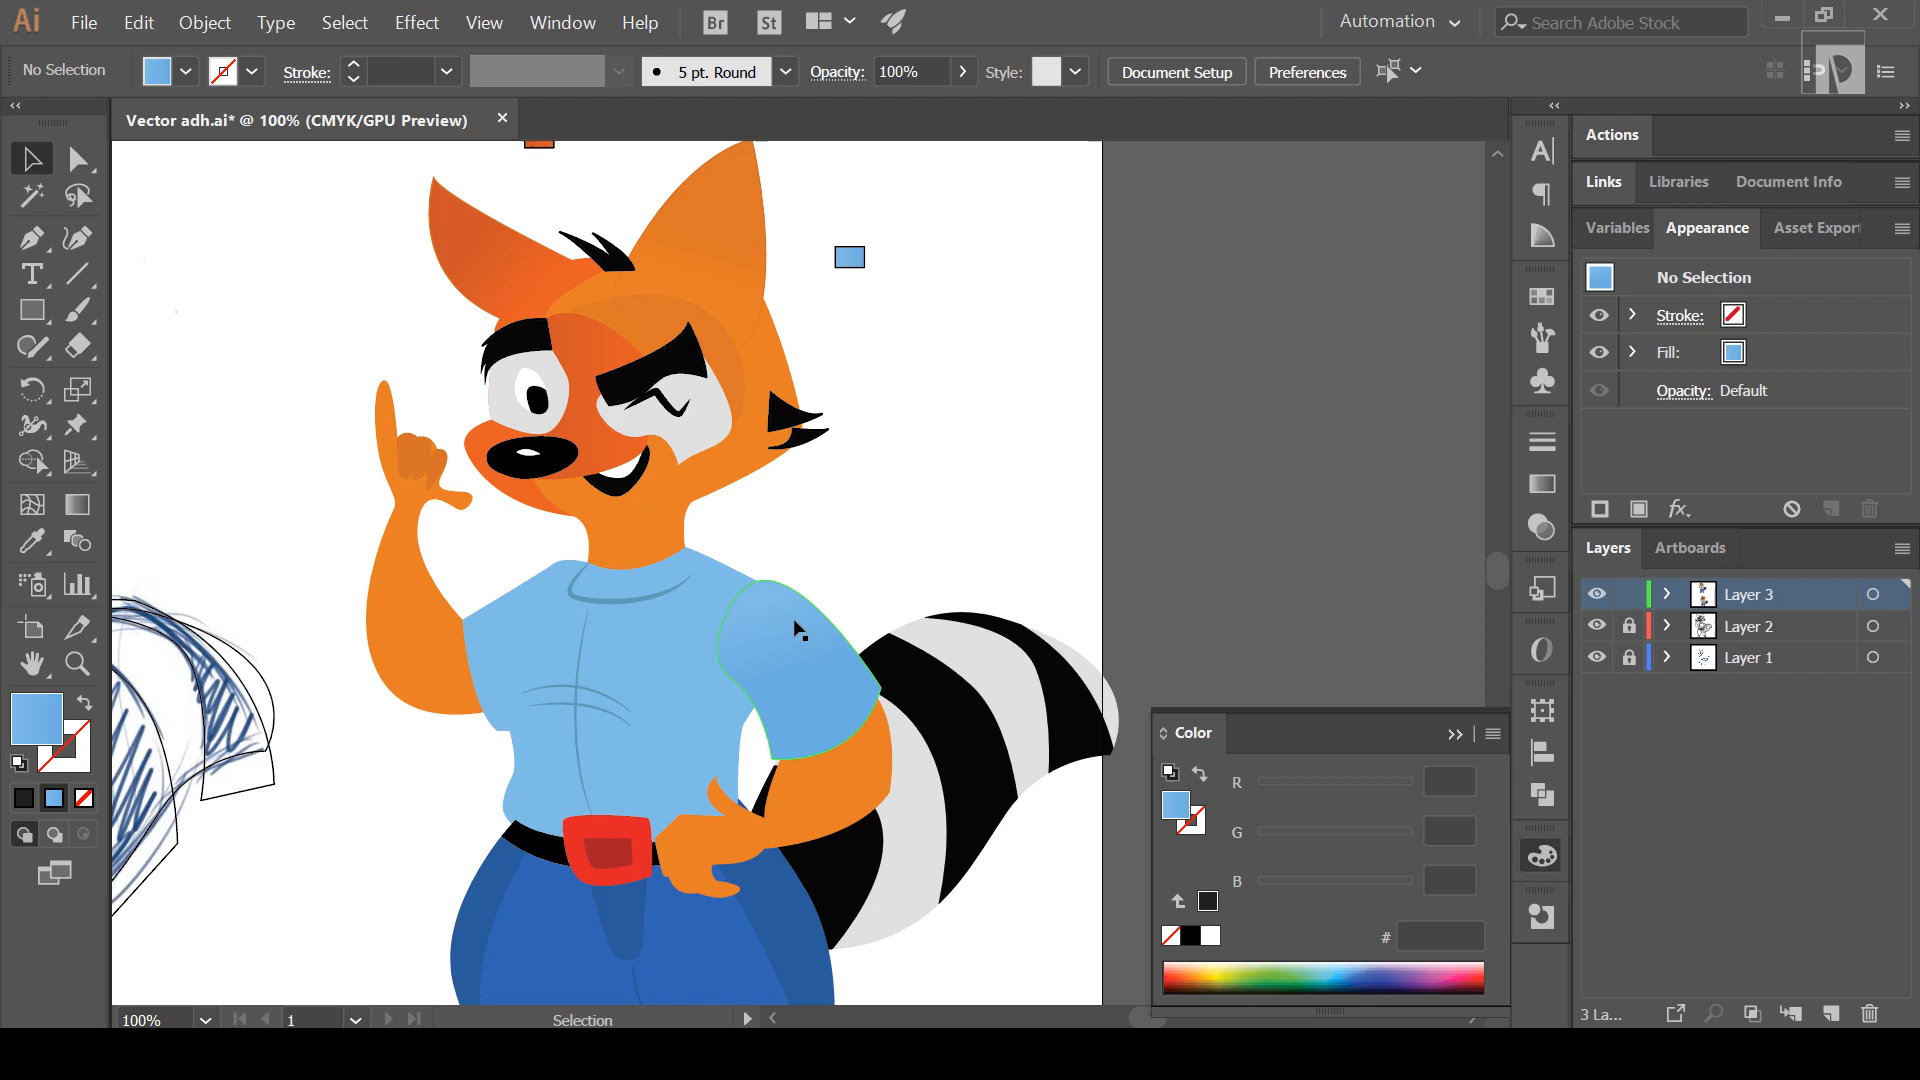 Ai File Edit Object Type Select Effect View Window Help Br St Automation Search Adobe Stock
No Selection Stroke: 5 pt. Round Opacity: 100% Style: Document Setup Preferences
Vector adh.ai* @ 100% (CMYK/GPU Preview)
Actions
Links Libraries Document Info
Variables Appearance Asset Export
No Selection
Stroke:
Fill:
Opacity: Default
Layers Artboards
Layer 3
Layer 2
Layer 1
Color
R
G
B
#
100% 1 Selection
3 La...